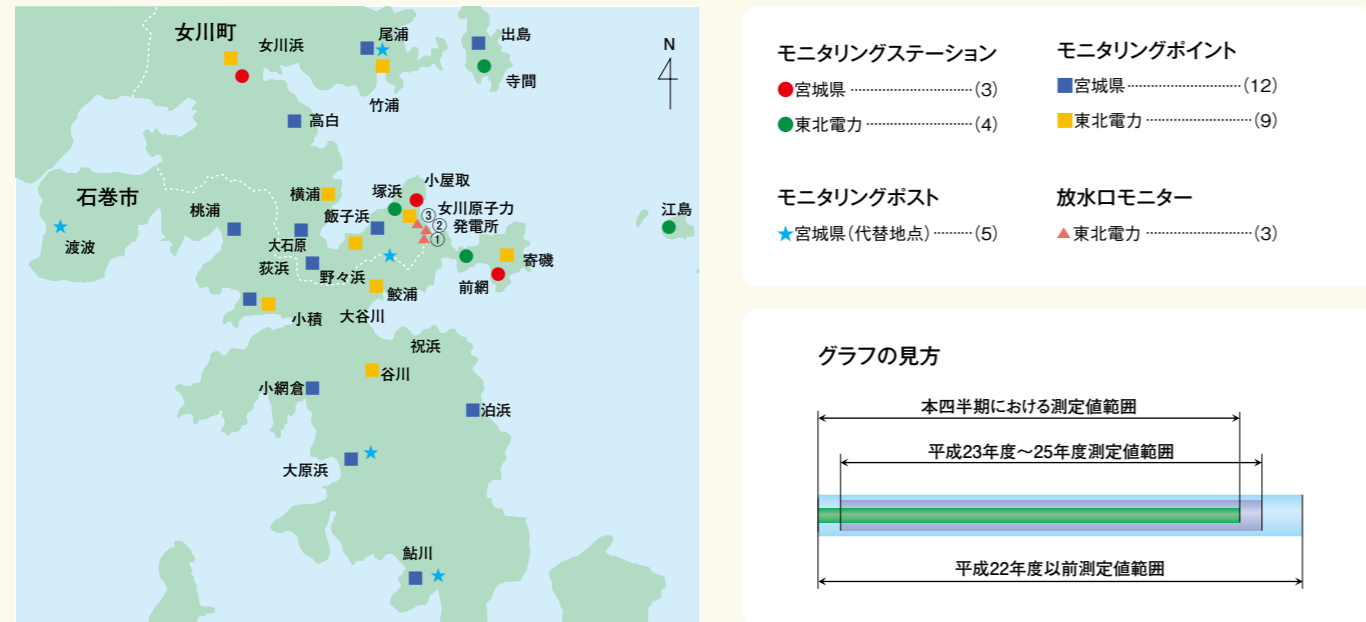 女川町
女川浜
尾浦
出島
寺間
竹浦
高白
N
石巻市
渡波
桃浦
横浦
塚浜
小屋取
飯子浜
③
②
①
女川原子力
発電所
江島
大石原
荻浜
野々浜
鮫浦
前網
寄磯
小積
大谷川
祝浜
谷川
小網倉
泊浜
大原浜
鮎川
モニタリングステーション
宮城県 (3)
東北電力 (4)
モニタリングポイント
宮城県 (12)
東北電力 (9)
モニタリングポスト
宮城県(代替地点) (5)
放水口モニター
東北電力 (3)
グラフの見方
本四半期における測定値範囲
平成23年度～25年度測定値範囲
平成22年度以前測定値範囲